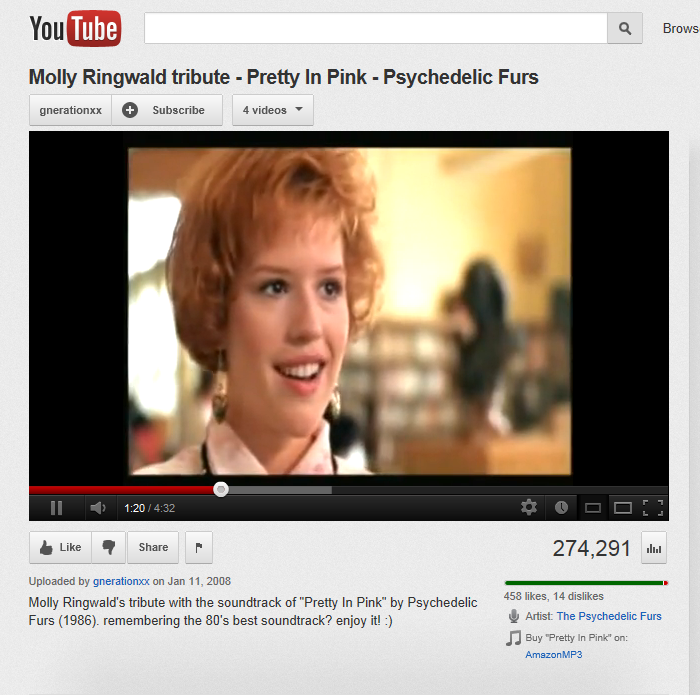 YouTube
Brows
Molly Ringwald tribute - Pretty In Pink - Psychedelic Furs
gnerationxx Subscribe 4 videos
1:20 / 4:32
Like Share 274,291
Uploaded by gnerationxx on Jan 11, 2008
Molly Ringwald's tribute with the soundtrack of "Pretty In Pink" by Psychedelic
Furs (1986). remembering the 80's best soundtrack? enjoy it! :)
458 likes, 14 dislikes
Artist: The Psychedelic Furs
Buy "Pretty In Pink" on:
AmazonMP3